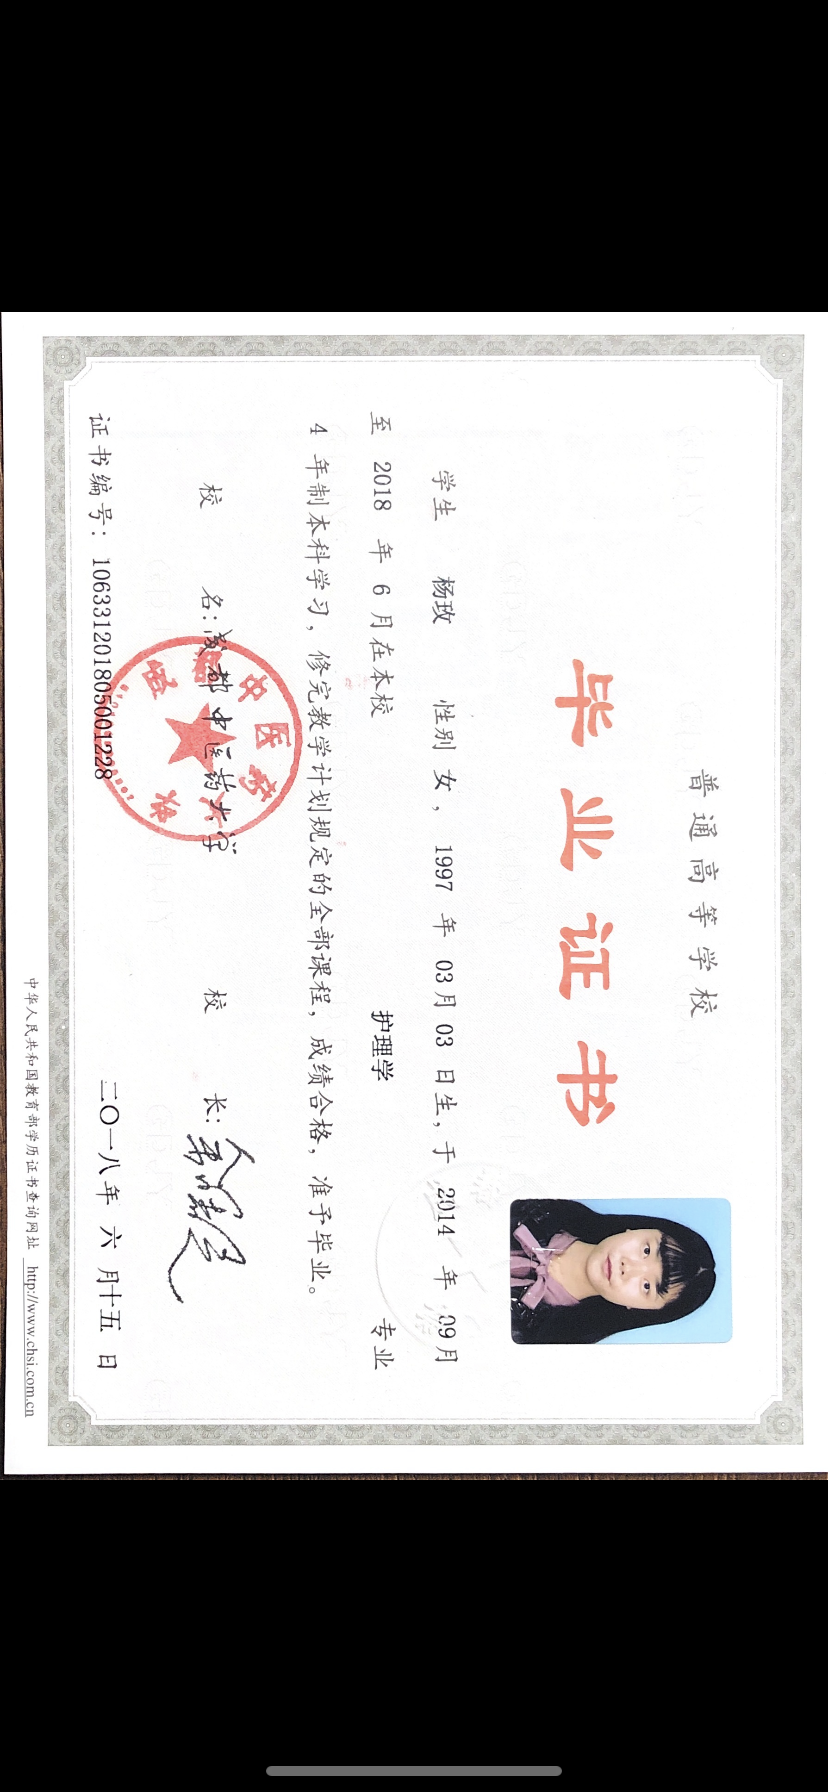 普通高等学校
毕业证书
学生 杨玫 性别 女，1997 年 03月 03 日生，于 2014 年 09月
至 2018 年 6 月在本校 护理学 专业
4 年制本科学习，修完教学计划规定的全部课程，成绩合格，准予毕业。
校 名：成都中医药大学 校 长：
成都中医药大学
证书编号：106331201805001228 二〇一八年 六 月十五 日
中华人民共和国教育部学历证书查询网址 http://www.chsi.com.cn